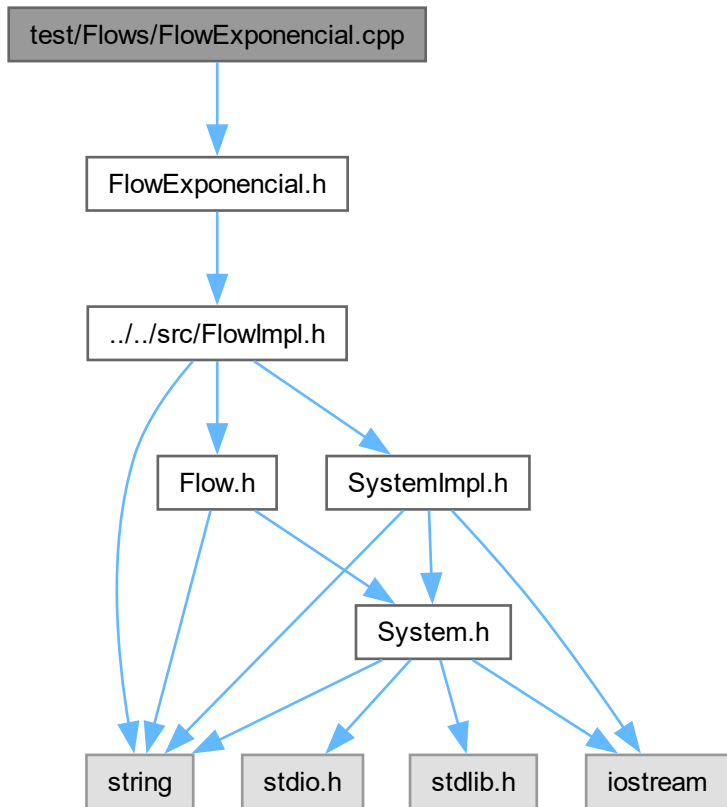 test/Flows/FlowExponencial.cpp
FlowExponencial.h
../../src/FlowImpl.h
Flow.h
SystemImpl.h
System.h
string
stdio.h
stdlib.h
iostream